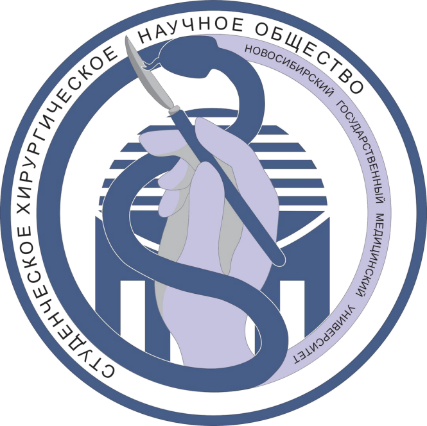 СТУДЕНЧЕСКОЕ ХИРУРГИЧЕСКОЕ НАУЧНОЕ ОБЩЕСТВО
НОВОСИБИРСКИЙ ГОСУДАРСТВЕННЫЙ МЕДИЦИНСКИЙ УНИВЕРСИТЕТ